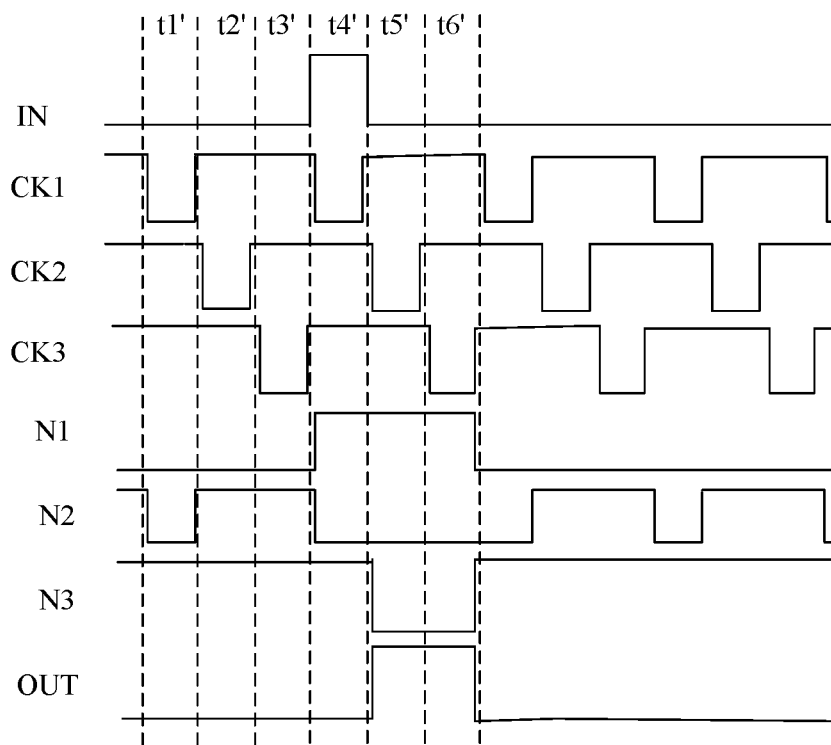 t1' t2' t3' t4' t5' t6'
IN
CK1
CK2
CK3
N1
N2
N3
OUT